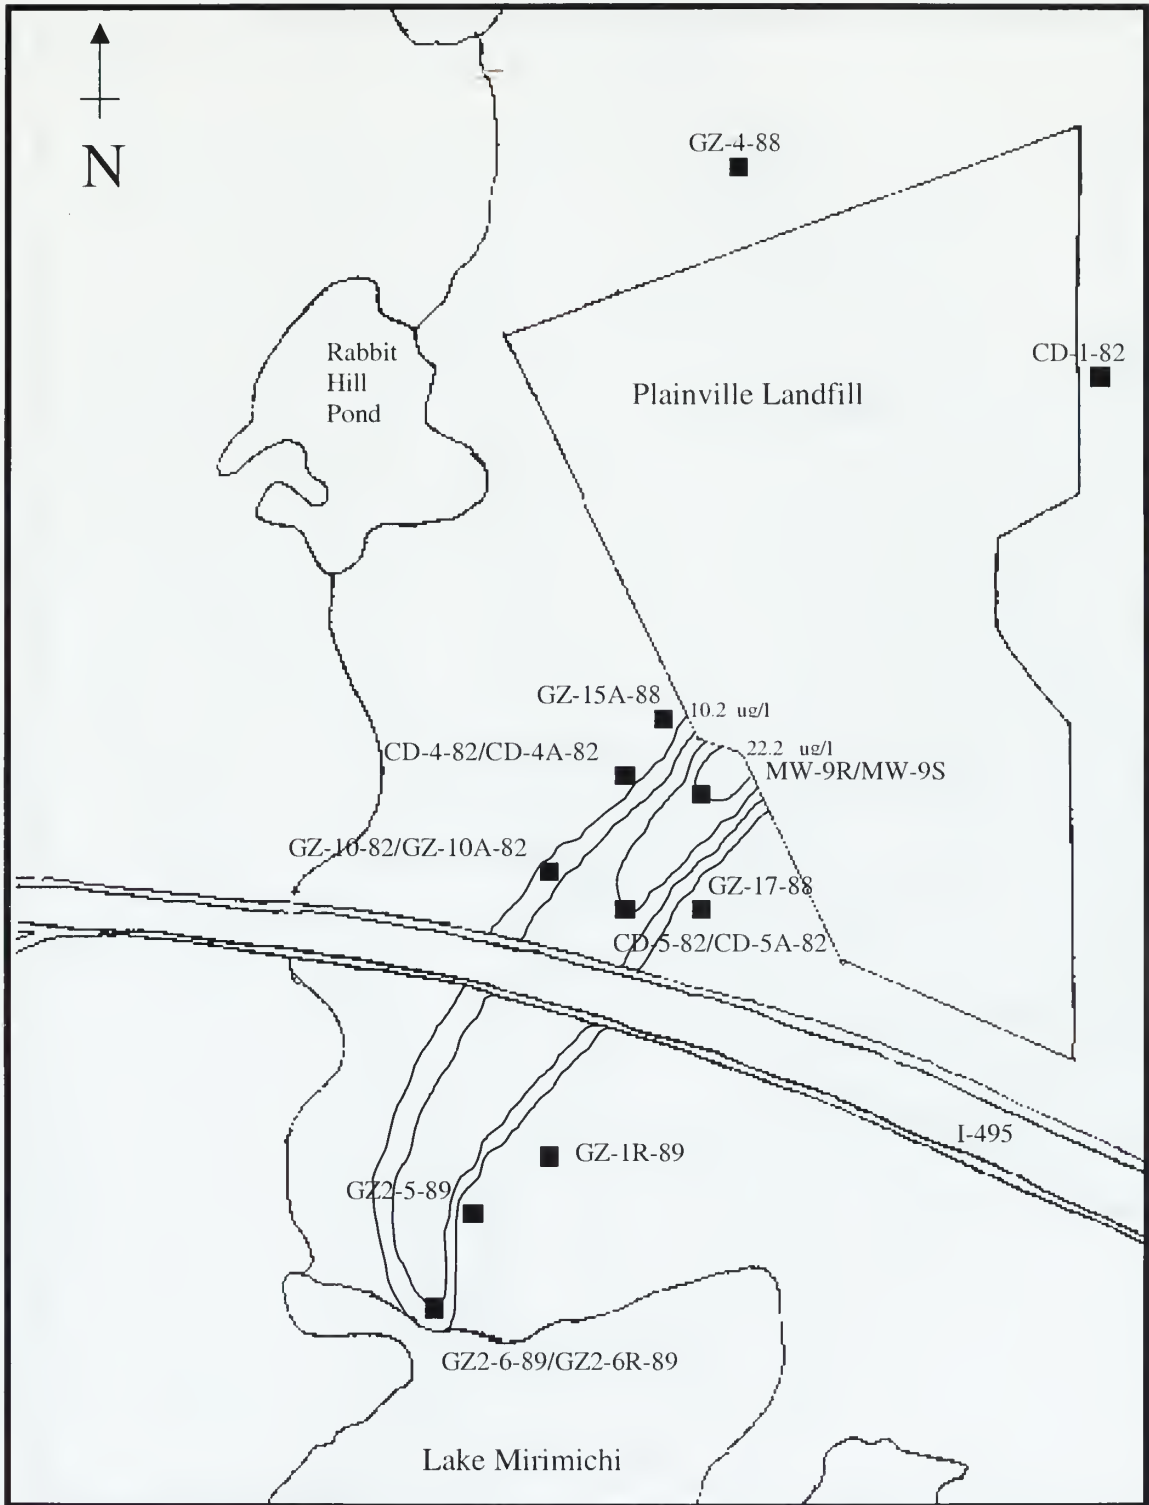 N
GZ-4-88
CD-1-82
Rabbit
Hill
Pond
Plainville Landfill
GZ-15A-88
10.2 ug/l
CD-4-82/CD-4A-82
22.2 ug/l
MW-9R/MW-9S
GZ-10-82/GZ-10A-82
GZ-17-88
CD-5-82/CD-5A-82
I-495
GZ-1R-89
GZ2-5-89
GZ2-6-89/GZ2-6R-89
Lake Mirimichi